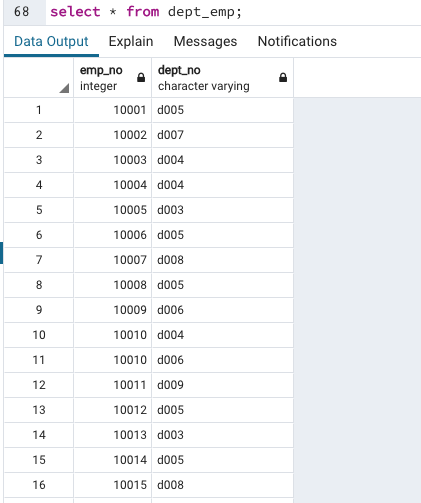 68 select * from dept_emp;
Data Output Explain Messages Notifications
emp_no dept_no
integer character varying
1 10001 d005
2 10002 d007
3 10003 d004
4 10004 d004
5 10005 d003
6 10006 d005
7 10007 d008
8 10008 d005
9 10009 d006
10 10010 d004
11 10010 d006
12 10011 d009
13 10012 d005
14 10013 d003
15 10014 d005
16 10015 d008